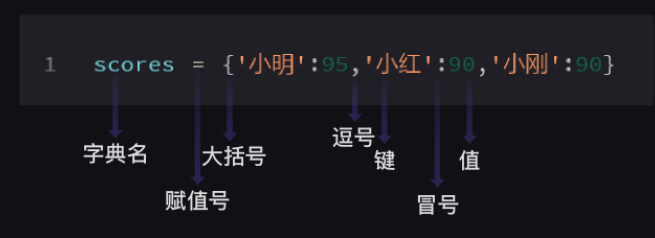 1 scores = {'小明':95,'小红':90,'小刚':90}
逗号
字典名 大括号 键 值
赋值号 冒号